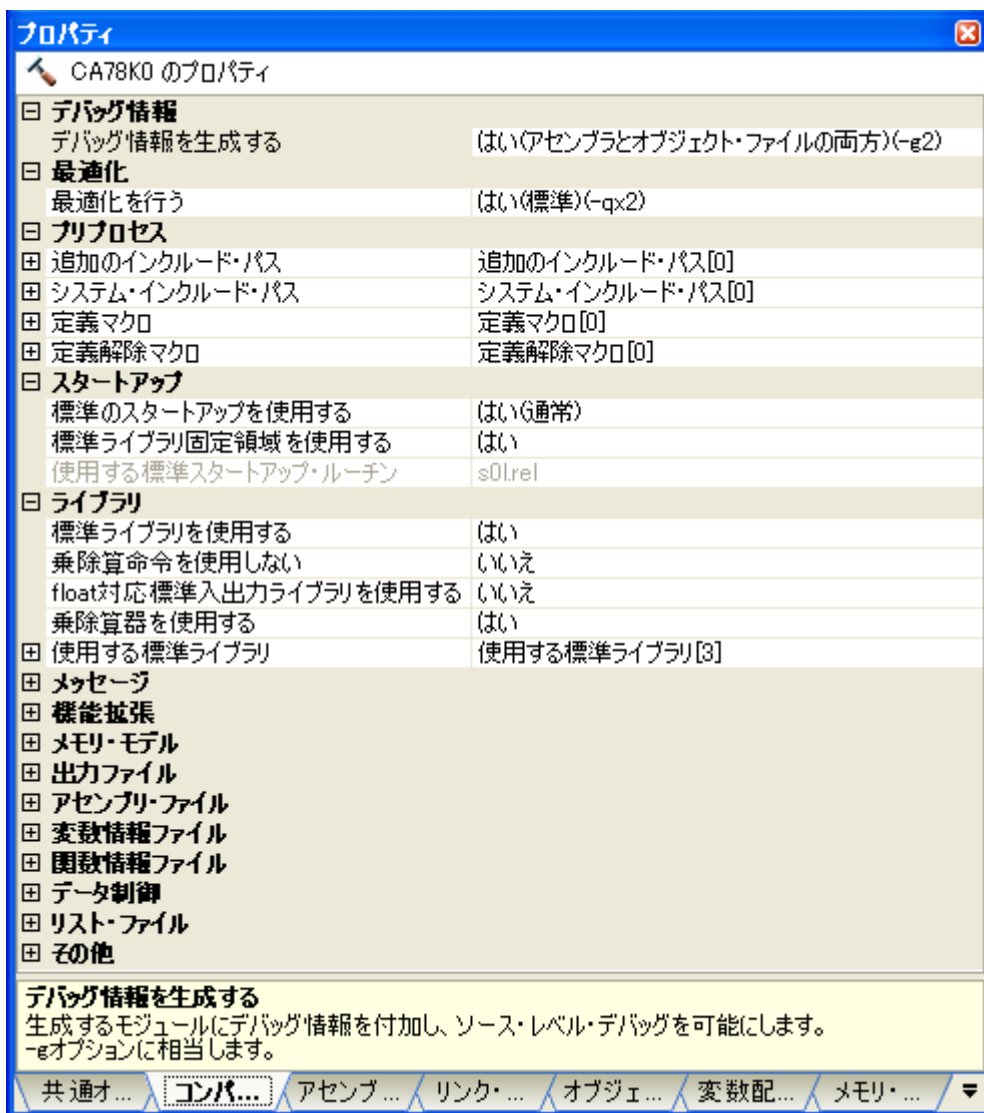 プロパティ
CA78K0 のプロパティ
デバッグ情報
デバッグ情報を生成する はい(アセンブラとオブジェクト・ファイルの両方)(-g2)
最適化
最適化を行う はい(標準)(-qx2)
プリプロセス
追加のインクルード・パス 追加のインクルード・パス[0]
システム・インクルード・パス システム・インクルード・パス[0]
定義マクロ 定義マクロ[0]
定義解除マクロ 定義解除マクロ[0]
スタートアップ
標準のスタートアップを使用する はい(通常)
標準ライブラリ固定領域を使用する はい
使用する標準スタートアップ・ルーチン s0l.rel
ライブラリ
標準ライブラリを使用する はい
乗除算命令を使用しない いいえ
float対応標準入出力ライブラリを使用する いいえ
乗除算器を使用する はい
使用する標準ライブラリ 使用する標準ライブラリ[3]
メッセージ
機能拡張
メモリ・モデル
出力ファイル
アセンブリ・ファイル
変数情報ファイル
関数情報ファイル
データ制御
リスト・ファイル
その他
デバッグ情報を生成する
生成するモジュールにデバッグ情報を付加し、ソース・レベル・デバッグを可能にします。
-gオプションに相当します。
共通オ... コンパ... アセンブ... リンク・... オブジェ... 変数配... メモリ・...